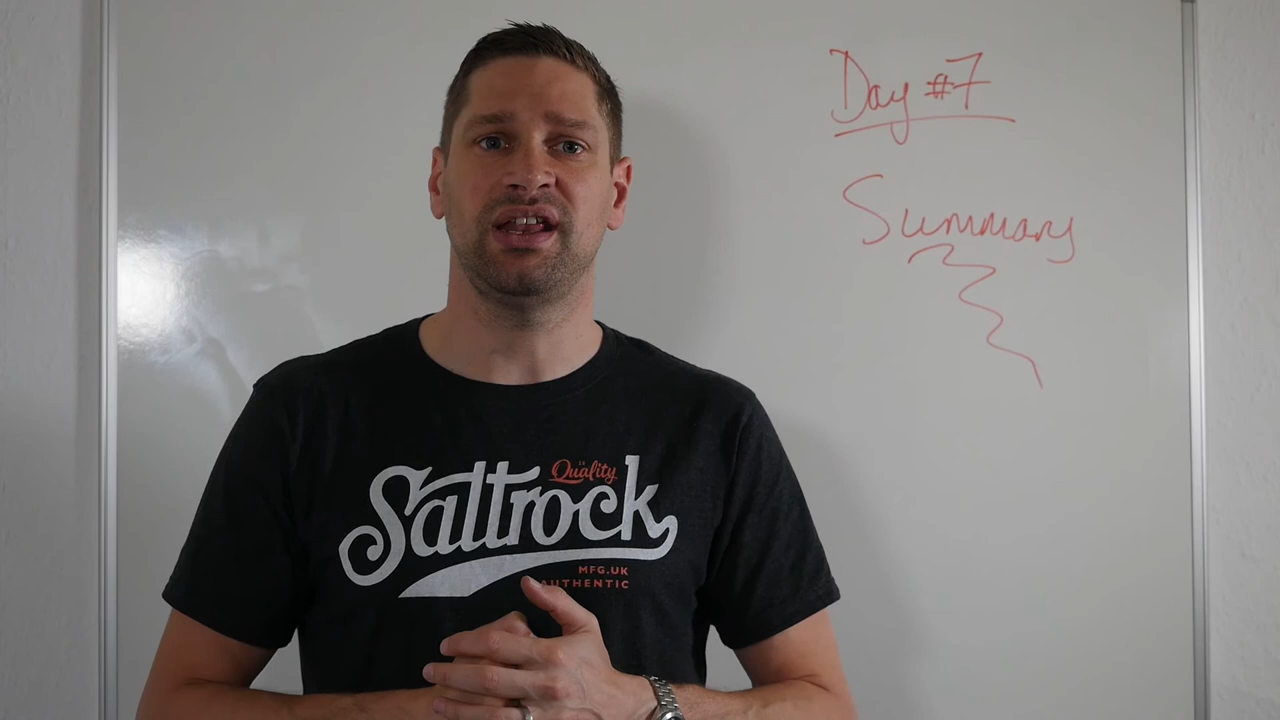 Day #7
Summary
Quality
Saltrock
MFG.UK
AUTHENTIC